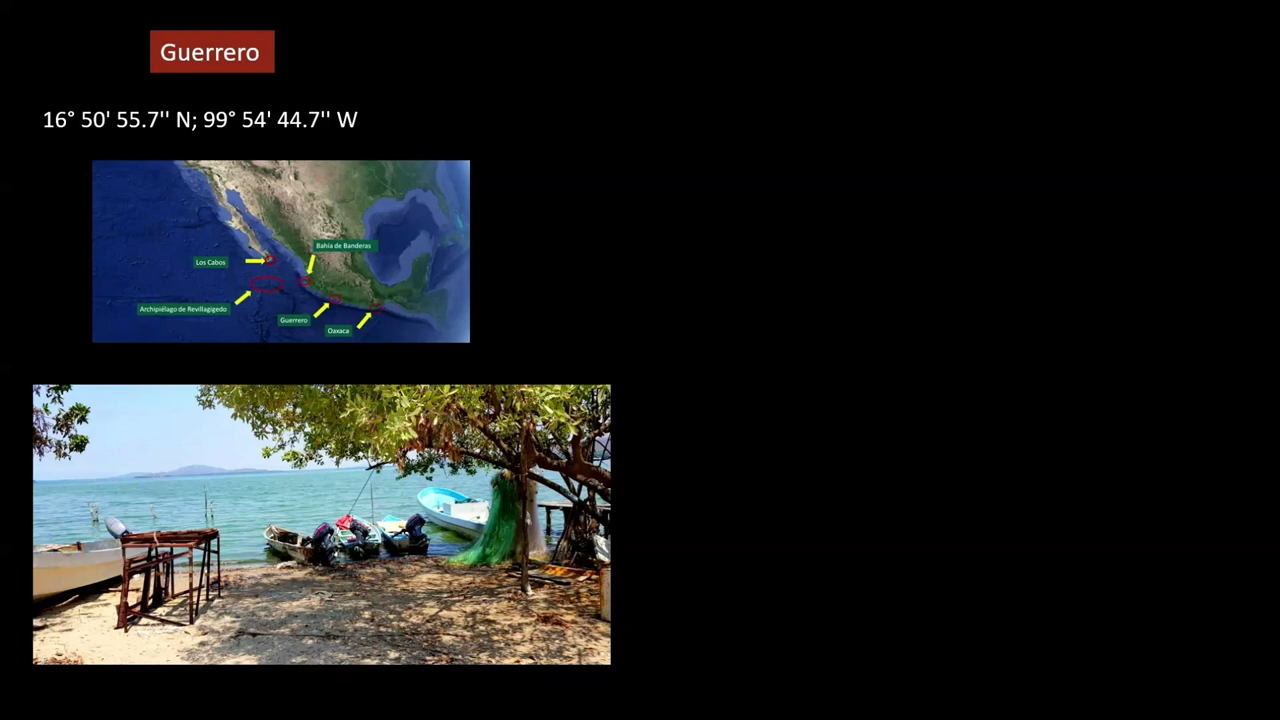 Guerrero
16° 50' 55.7'' N; 99° 54' 44.7'' W
Bahía de Banderas
Los Cabos
Archipiélago de Revillagigedo
Guerrero
Oaxaca